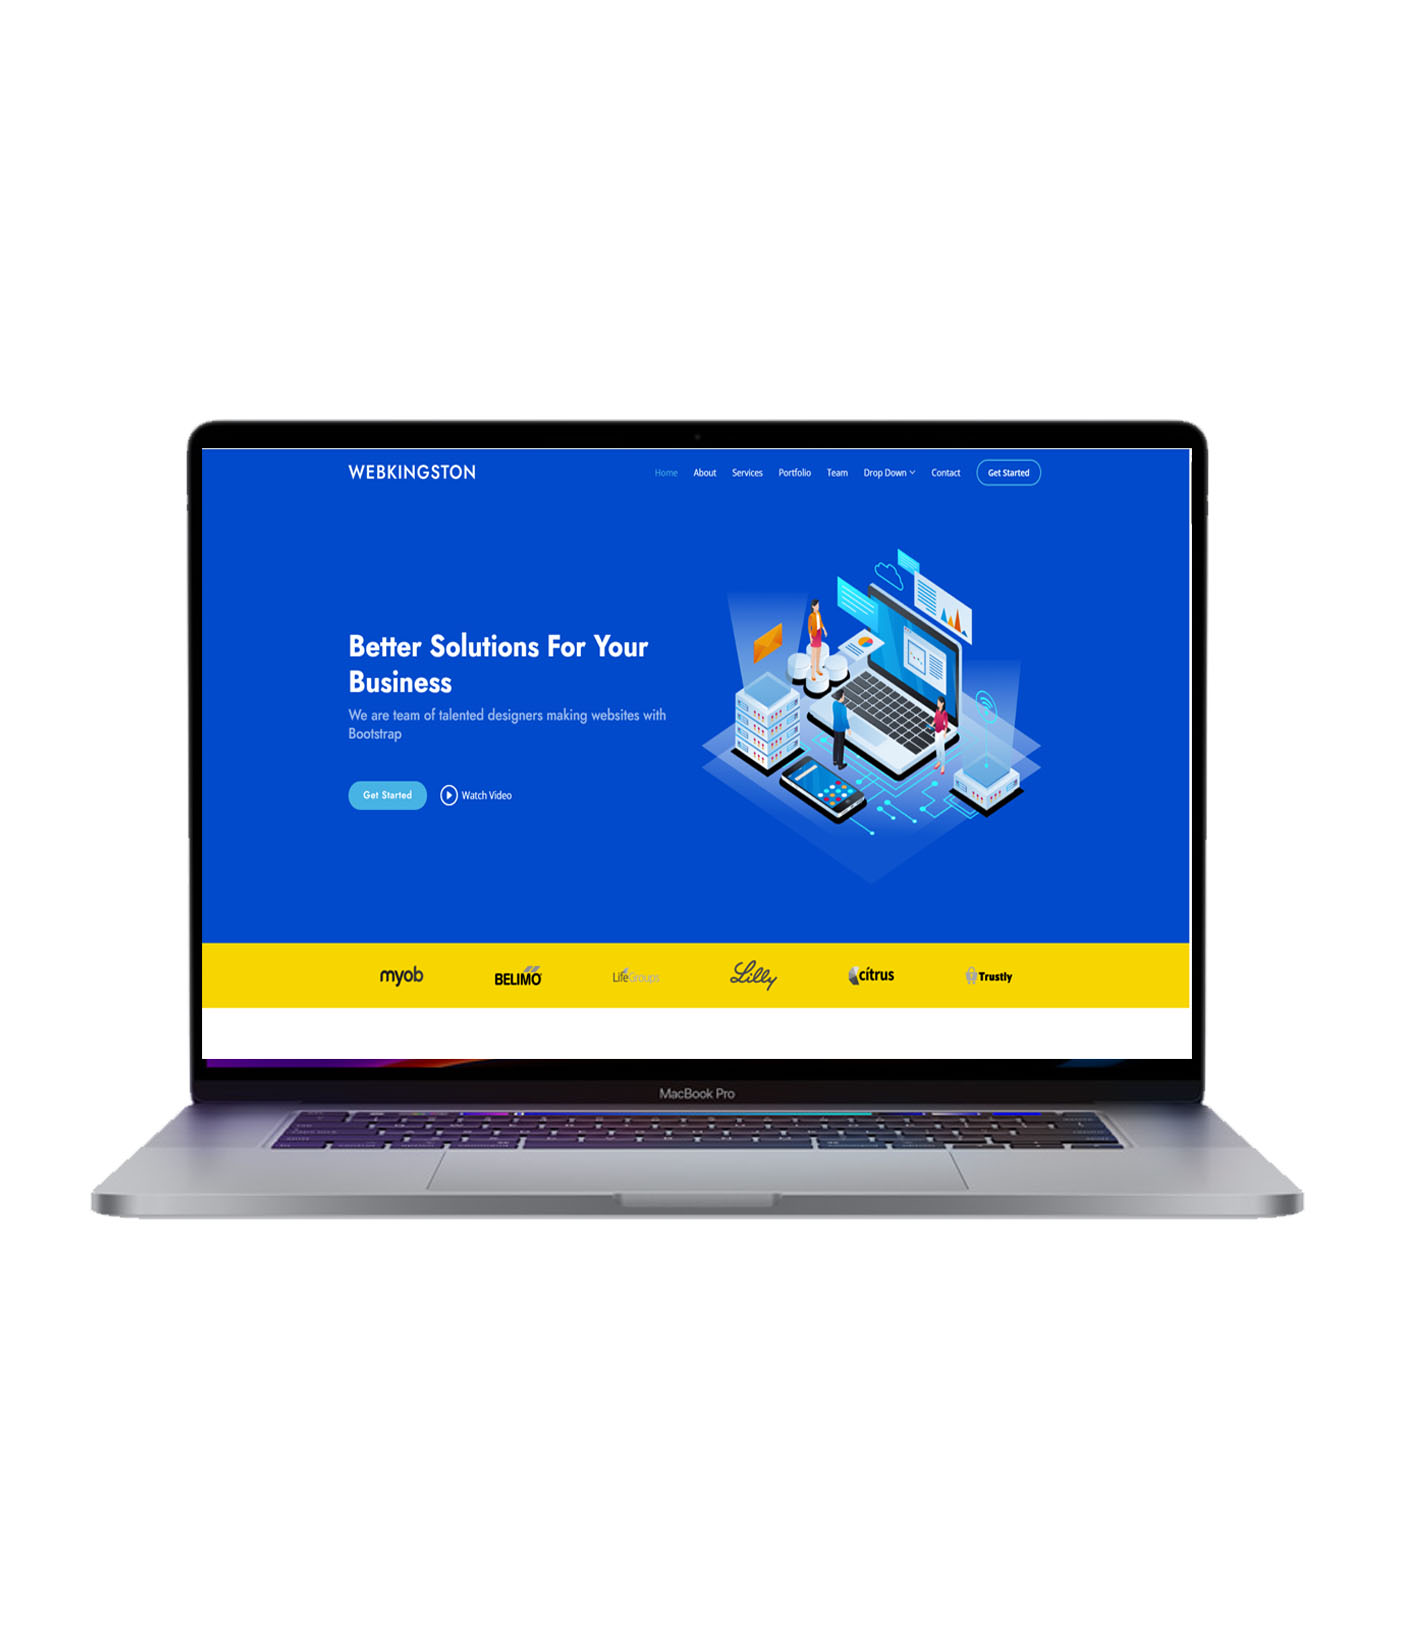 WEBKINGSTON
Home About Services Portfolio Team Drop Down Contact Get Started
Better Solutions For Your
Business
We are team of talented designers making websites with
Bootstrap
Get Started Watch Video
myob BELIMO LifeGroups Lilly citrus Trustly
MacBook Pro